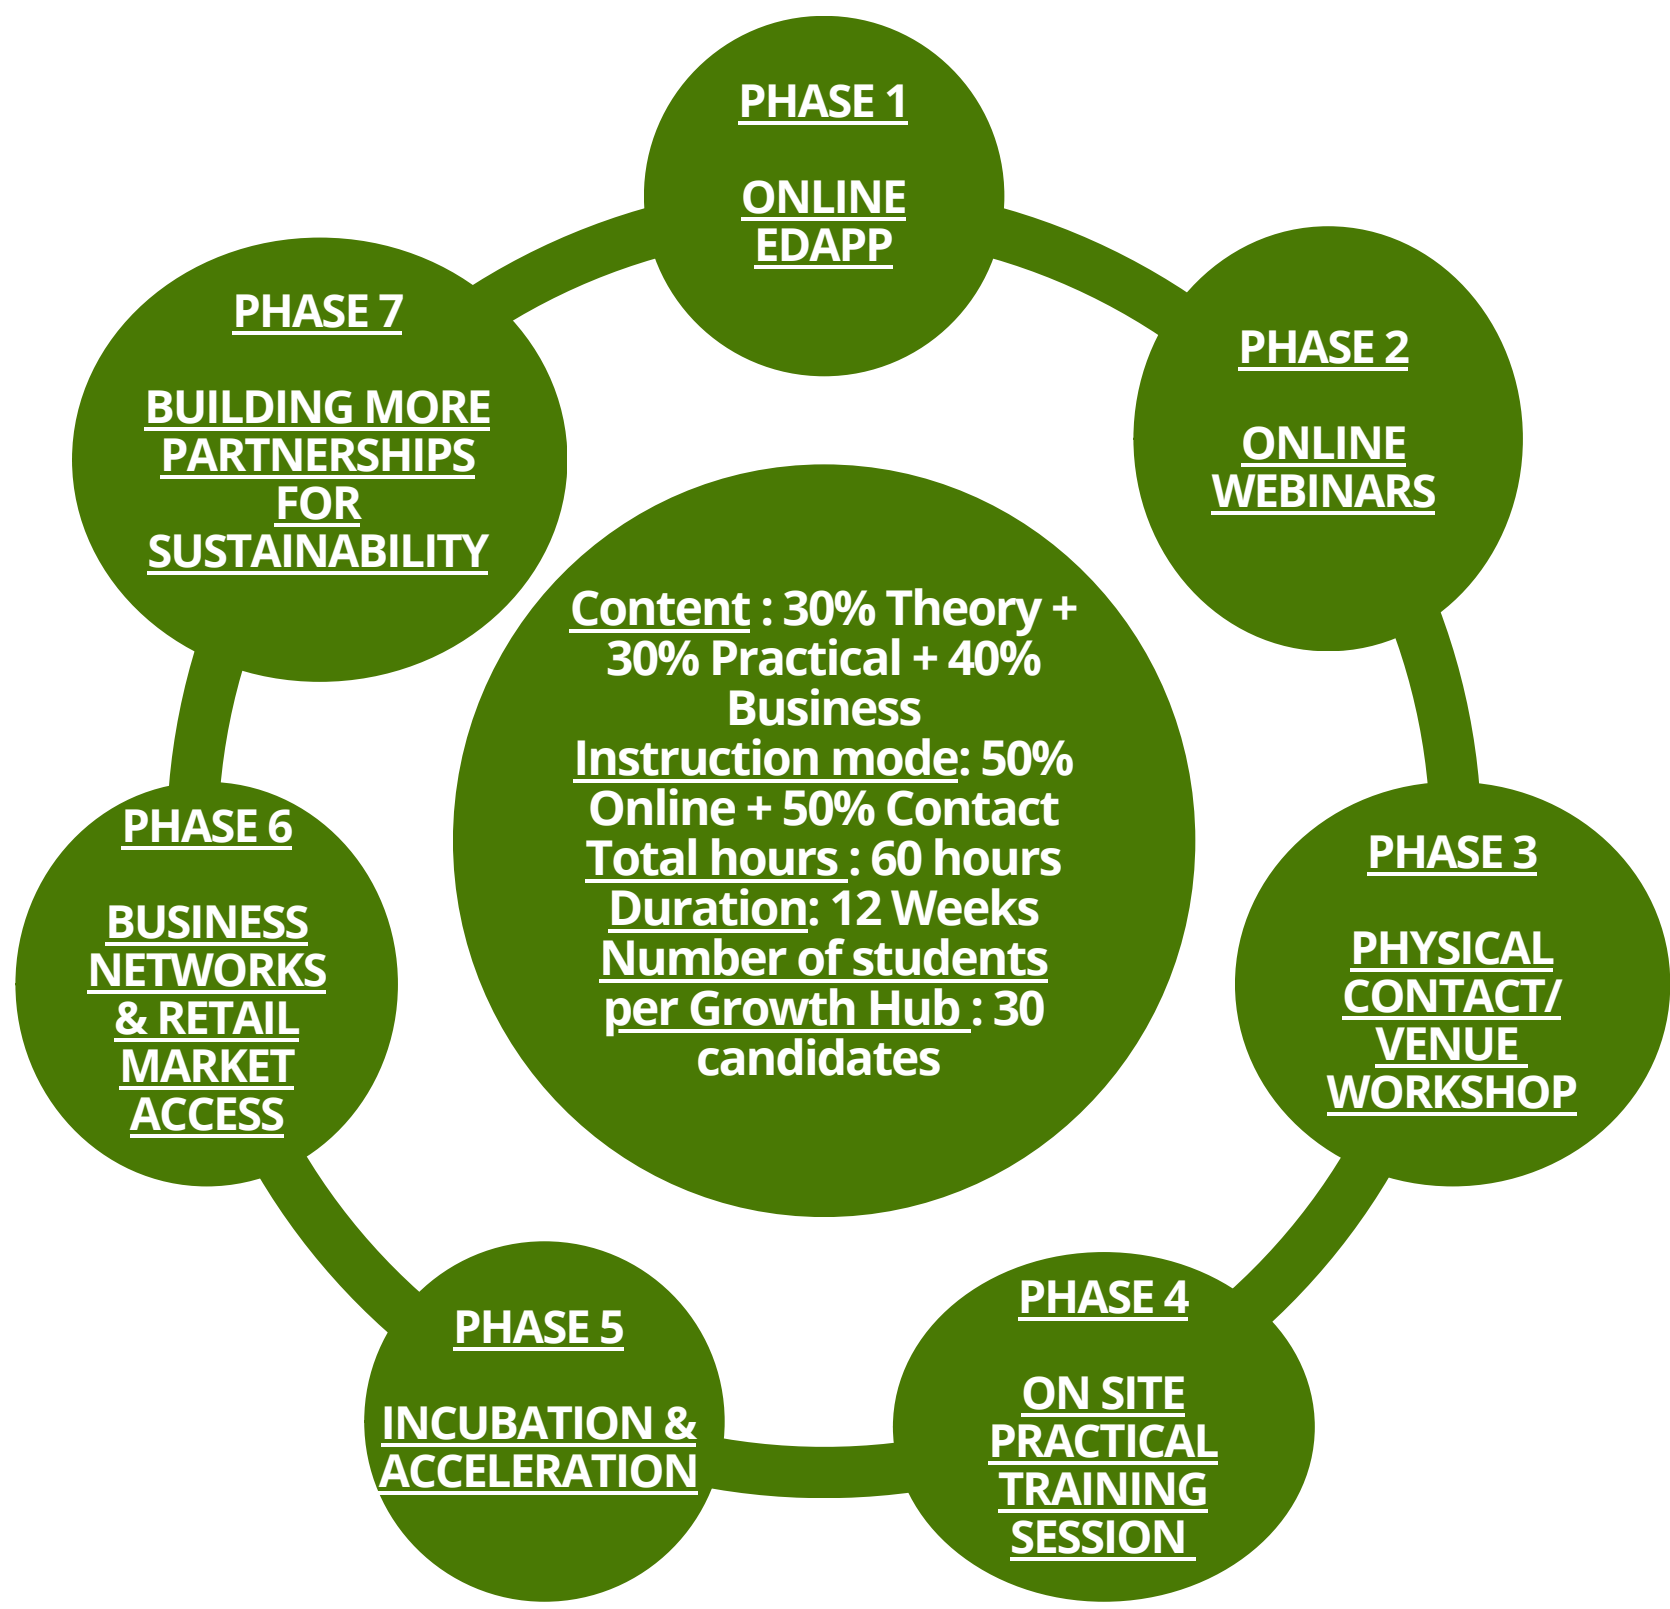 PHASE 1
ONLINE
EDAPP
PHASE 2
ONLINE
WEBINARS
PHASE 3
PHYSICAL
CONTACT/
VENUE
WORKSHOP
PHASE 4
ON SITE
PRACTICAL
TRAINING
SESSION
PHASE 5
INCUBATION &
ACCELERATION
PHASE 6
BUSINESS
NETWORKS
& RETAIL
MARKET
ACCESS
PHASE 7
BUILDING MORE
PARTNERSHIPS
FOR
SUSTAINABILITY
Content : 30% Theory +
30% Practical + 40%
Business
Instruction mode: 50%
Online + 50% Contact
Total hours : 60 hours
Duration: 12 Weeks
Number of students
per Growth Hub : 30
candidates